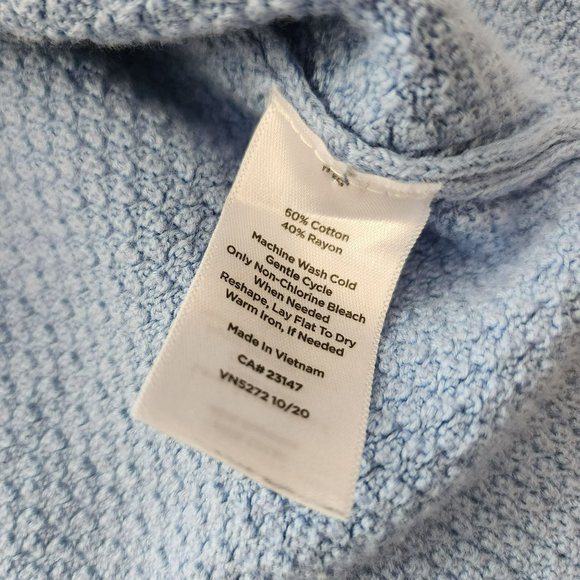 60% Cotton
40% Rayon
Machine Wash Cold
Gentle Cycle
Only Non-Chlorine Bleach
When Needed
Reshape, Lay Flat To Dry
Warm Iron, If Needed
Made In Vietnam
CA# 23147
VN5272 10/20